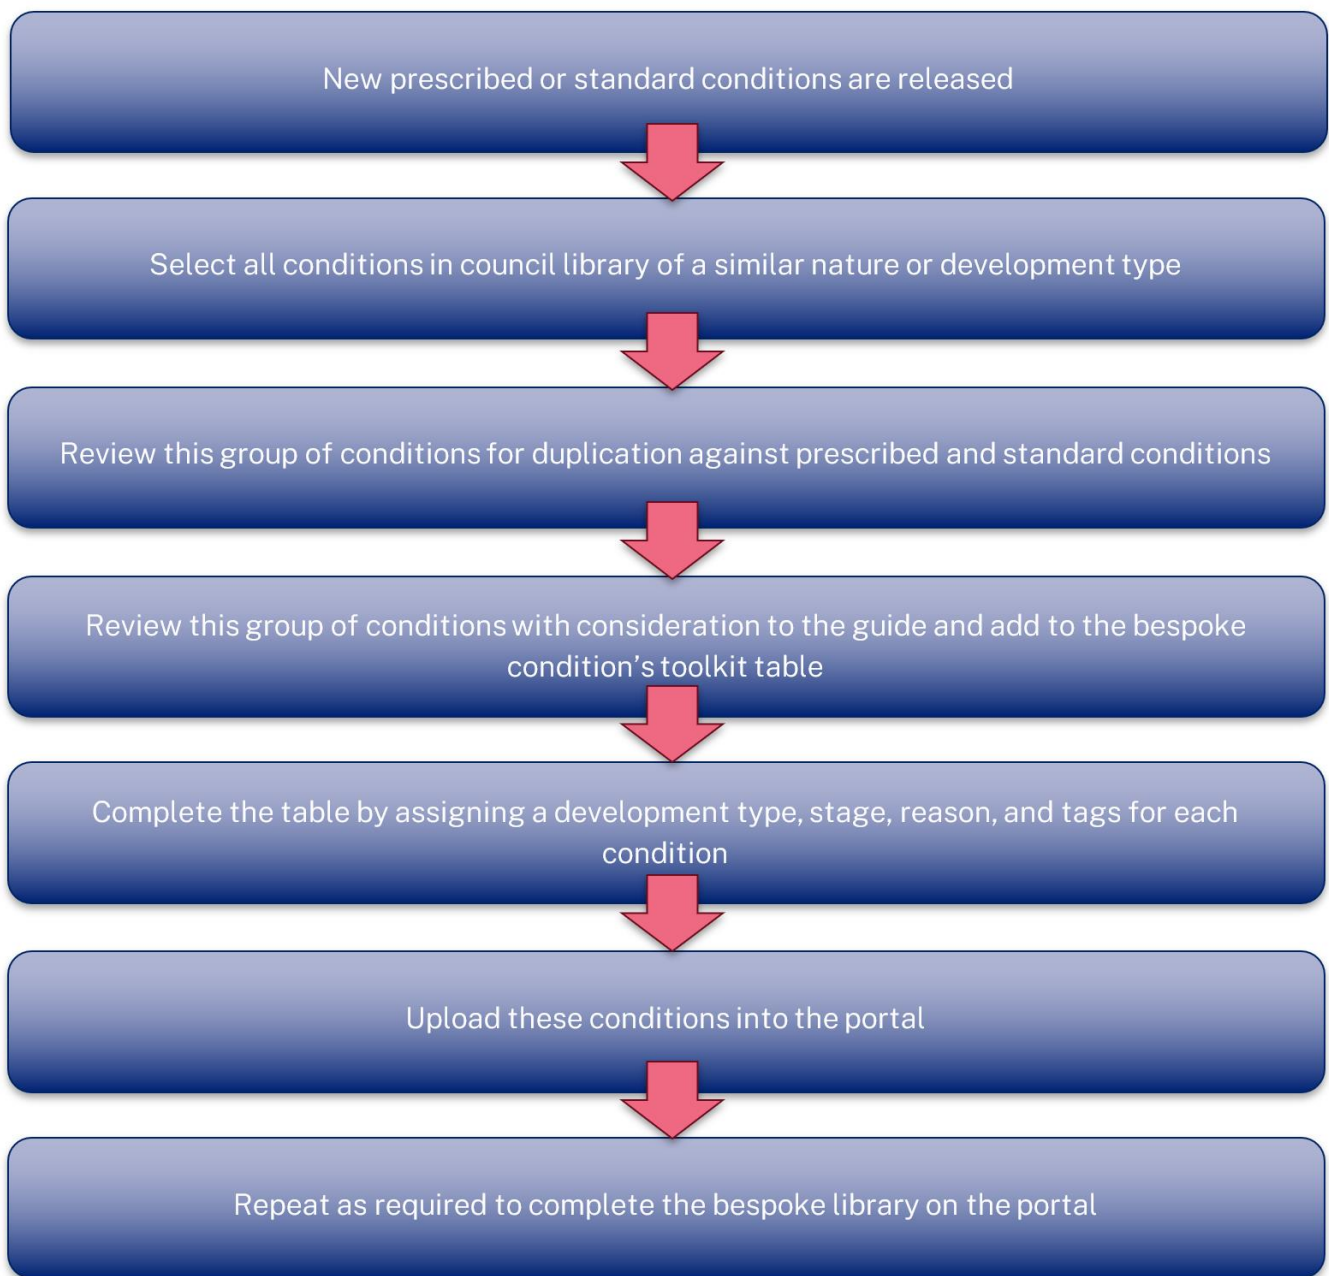 New prescribed or standard conditions are released
Select all conditions in council library of a similar nature or development type
Review this group of conditions for duplication against prescribed and standard conditions
Review this group of conditions with consideration to the guide and add to the bespoke
condition’s toolkit table
Complete the table by assigning a development type, stage, reason, and tags for each
condition
Upload these conditions into the portal
Repeat as required to complete the bespoke library on the portal